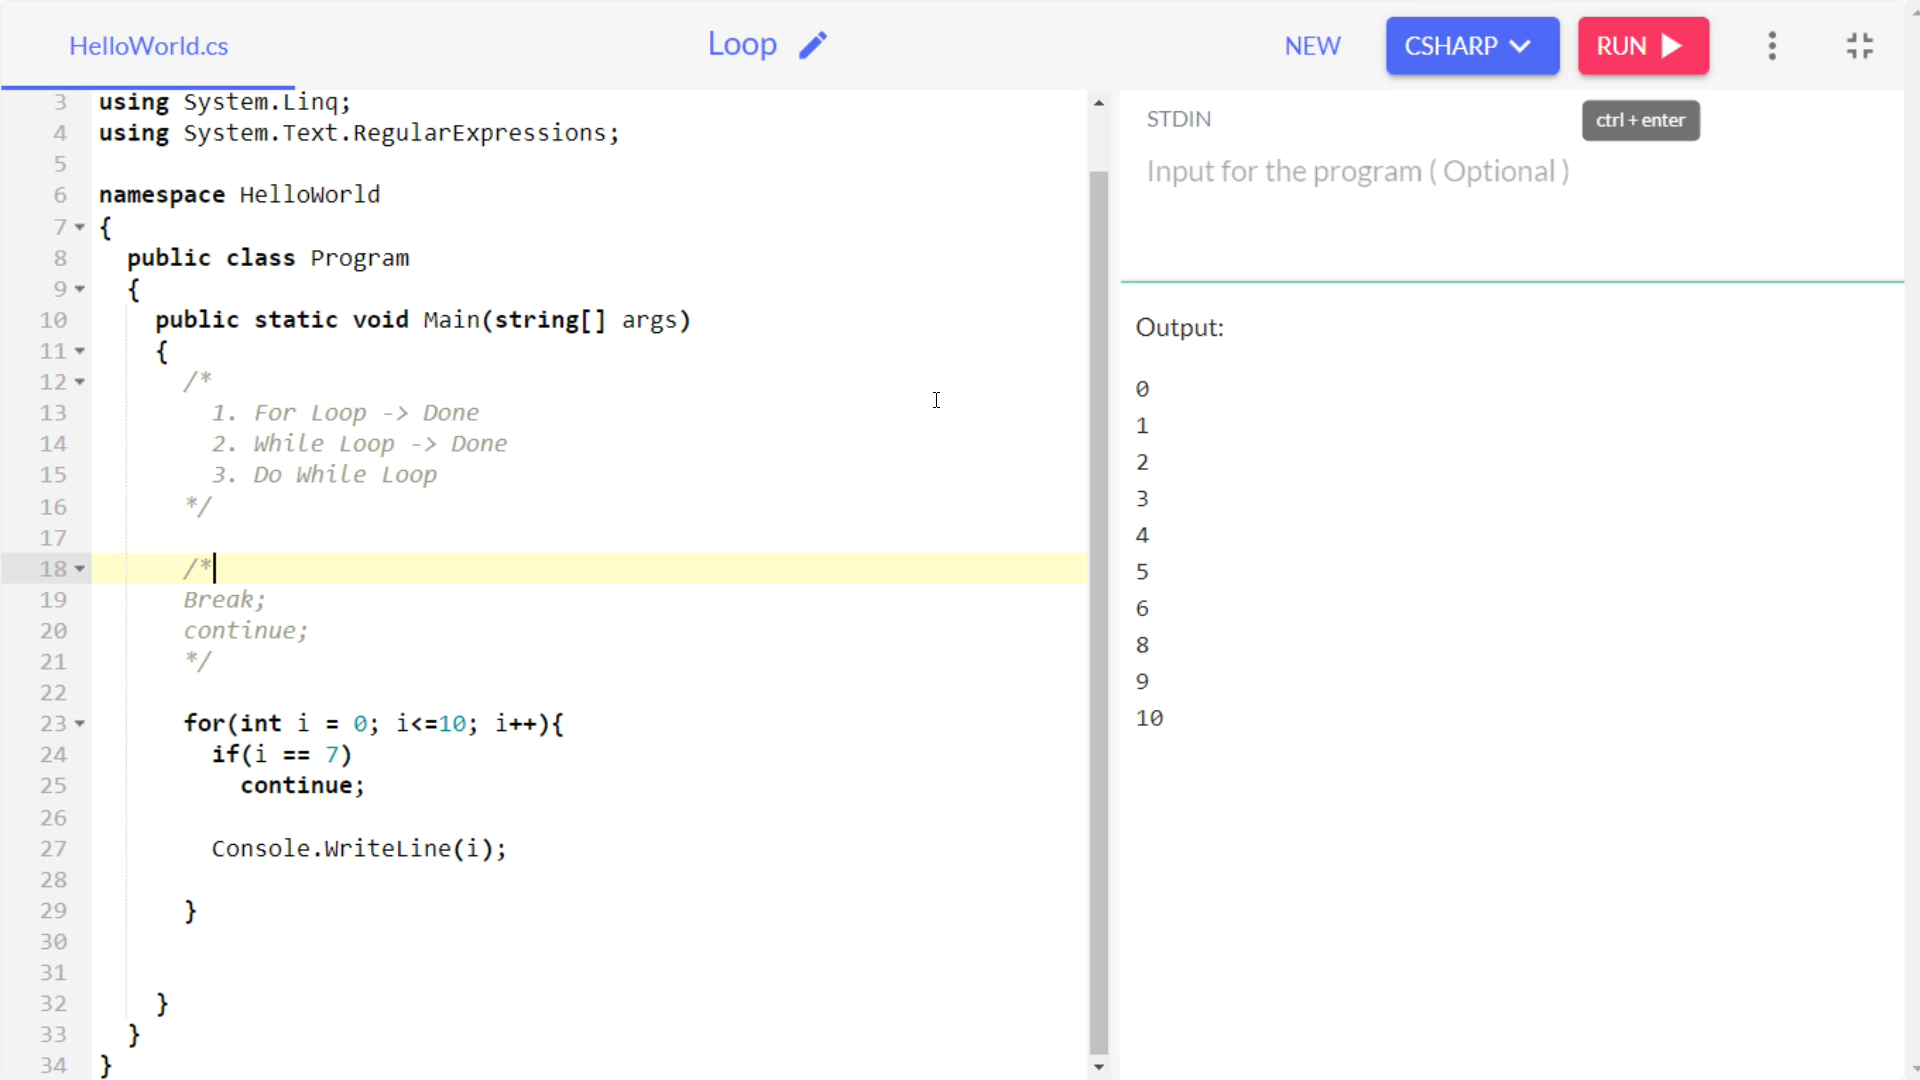 HelloWorld.cs
Loop
NEW
CSHARP
RUN
3 using System.Linq;
4 using System.Text.RegularExpressions;
5
6 namespace HelloWorld
7 {
8 public class Program
9 {
10 public static void Main(string[] args)
11 {
12 /*
13 1. For Loop -> Done
14 2. While Loop -> Done
15 3. Do While Loop
16 */
17
18 /*
19 Break;
20 continue;
21 */
22
23 for(int i = 0; i<=10; i++){
24 if(i == 7)
25 continue;
26
27 Console.WriteLine(i);
28
29 }
30
31
32 }
33 }
34 }
STDIN
ctrl+enter
Input for the program ( Optional )
Output:
0
1
2
3
4
5
6
8
9
10